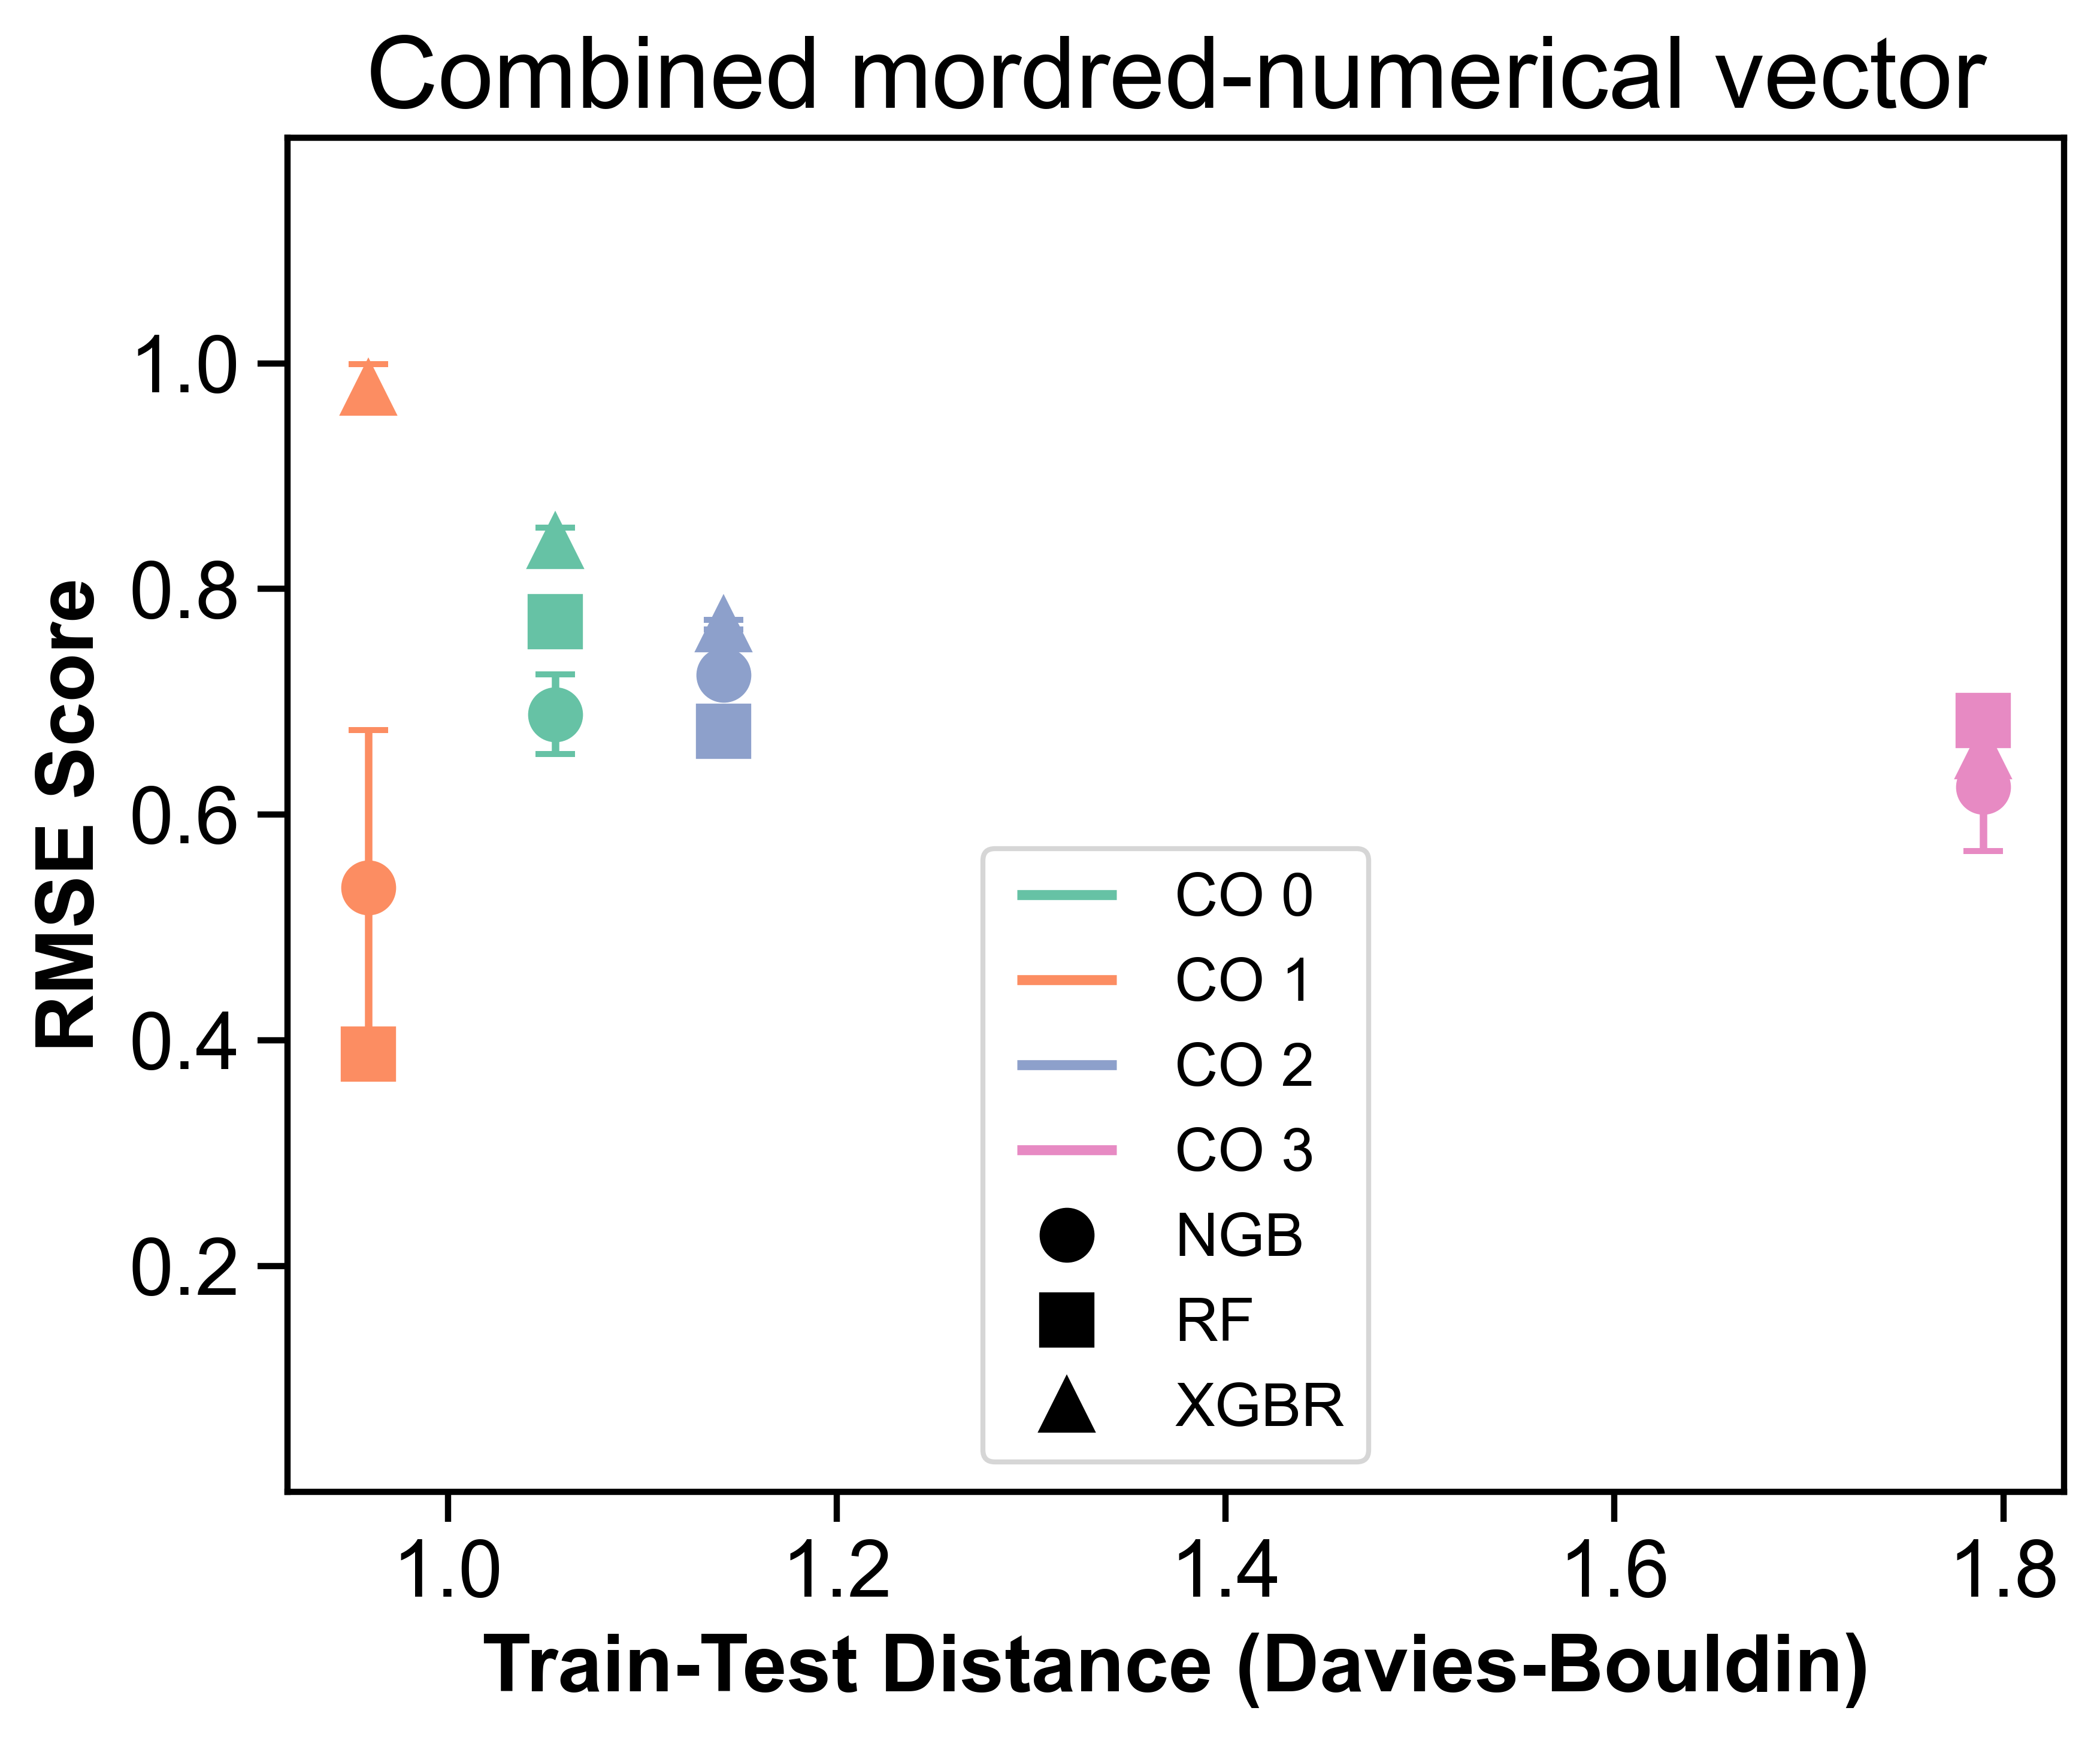 Combined mordred-numerical vector
RMSE Score
1.0
0.8
0.6
0.4
0.2
CO 0
CO 1
CO 2
CO 3
NGB
RF
XGBR
1.0 1.2 1.4 1.6 1.8
Train-Test Distance (Davies-Bouldin)